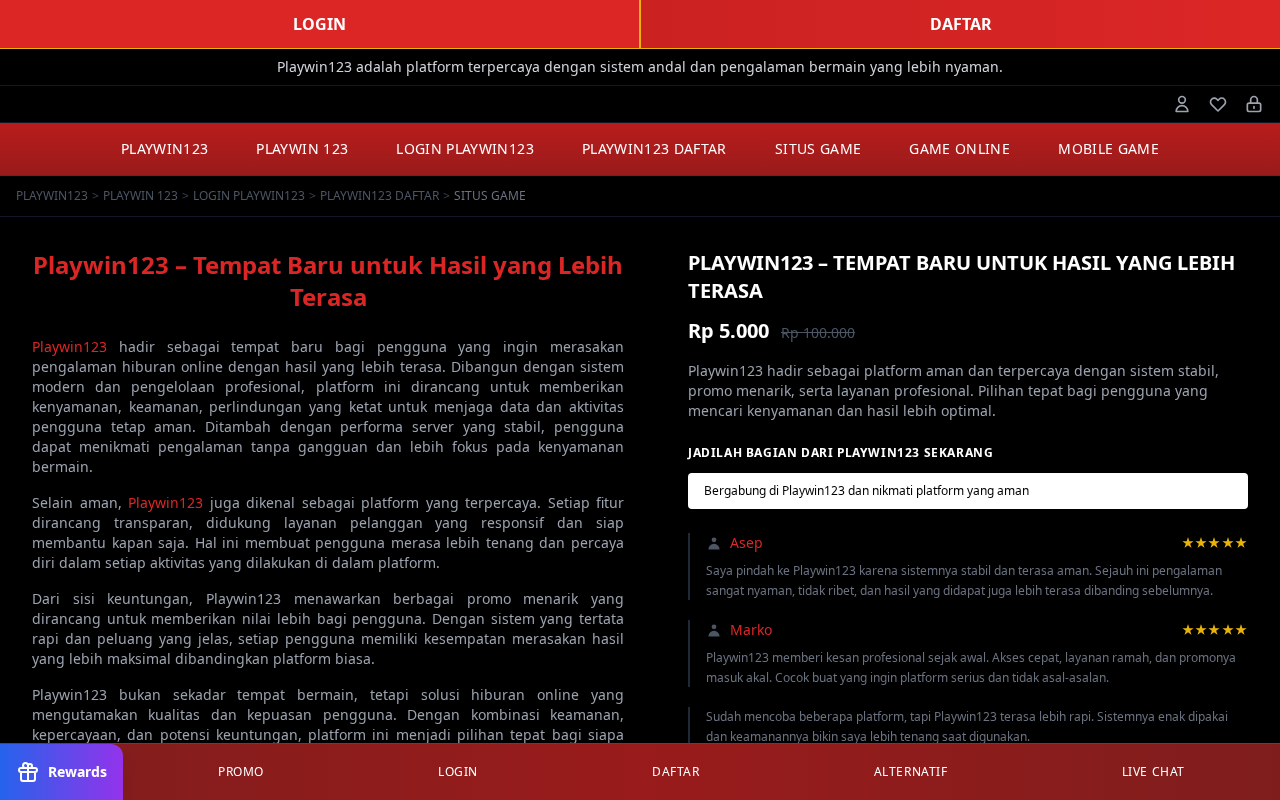 LOGIN
DAFTAR
Playwin123 adalah platform terpercaya dengan sistem andal dan pengalaman bermain yang lebih nyaman.
PLAYWIN123
PLAYWIN 123
LOGIN PLAYWIN123
PLAYWIN123 DAFTAR
SITUS GAME
GAME ONLINE
MOBILE GAME
PLAYWIN123 > PLAYWIN 123 > LOGIN PLAYWIN123 > PLAYWIN123 DAFTAR > SITUS GAME
Playwin123 – Tempat Baru untuk Hasil yang Lebih
Terasa
Playwin123 hadir sebagai tempat baru bagi pengguna yang ingin merasakan
pengalaman hiburan online dengan hasil yang lebih terasa. Dibangun dengan sistem
modern dan pengelolaan profesional, platform ini dirancang untuk memberikan
kenyamanan, keamanan, perlindungan yang ketat untuk menjaga data dan aktivitas
pengguna tetap aman. Ditambah dengan performa server yang stabil, pengguna
dapat menikmati pengalaman tanpa gangguan dan lebih fokus pada kenyamanan
bermain.
Selain aman, Playwin123 juga dikenal sebagai platform yang terpercaya. Setiap fitur
dirancang transparan, didukung layanan pelanggan yang responsif dan siap
membantu kapan saja. Hal ini membuat pengguna merasa lebih tenang dan percaya
diri dalam setiap aktivitas yang dilakukan di dalam platform.
Dari sisi keuntungan, Playwin123 menawarkan berbagai promo menarik yang
dirancang untuk memberikan nilai lebih bagi pengguna. Dengan sistem yang tertata
rapi dan peluang yang jelas, setiap pengguna memiliki kesempatan merasakan hasil
yang lebih maksimal dibandingkan platform biasa.
Playwin123 bukan sekadar tempat bermain, tetapi solusi hiburan online yang
mengutamakan kualitas dan kepuasan pengguna. Dengan kombinasi keamanan,
kepercayaan, dan potensi keuntungan, platform ini menjadi pilihan tepat bagi siapa
PLAYWIN123 – TEMPAT BARU UNTUK HASIL YANG LEBIH
TERASA
Rp 5.000 Rp 100.000
Playwin123 hadir sebagai platform aman dan terpercaya dengan sistem stabil,
promo menarik, serta layanan profesional. Pilihan tepat bagi pengguna yang
mencari kenyamanan dan hasil lebih optimal.
JADILAH BAGIAN DARI PLAYWIN123 SEKARANG
Bergabung di Playwin123 dan nikmati platform yang aman
Asep ★★★★★
Saya pindah ke Playwin123 karena sistemnya stabil dan terasa aman. Sejauh ini pengalaman
sangat nyaman, tidak ribet, dan hasil yang didapat juga lebih terasa dibanding sebelumnya.
Marko ★★★★★
Playwin123 memberi kesan profesional sejak awal. Akses cepat, layanan ramah, dan promonya
masuk akal. Cocok buat yang ingin platform serius dan tidak asal-asalan.
Sudah mencoba beberapa platform, tapi Playwin123 terasa lebih rapi. Sistemnya enak dipakai
dan keamanannya bikin saya lebih tenang saat digunakan.
Rewards
PROMO
LOGIN
DAFTAR
ALTERNATIF
LIVE CHAT